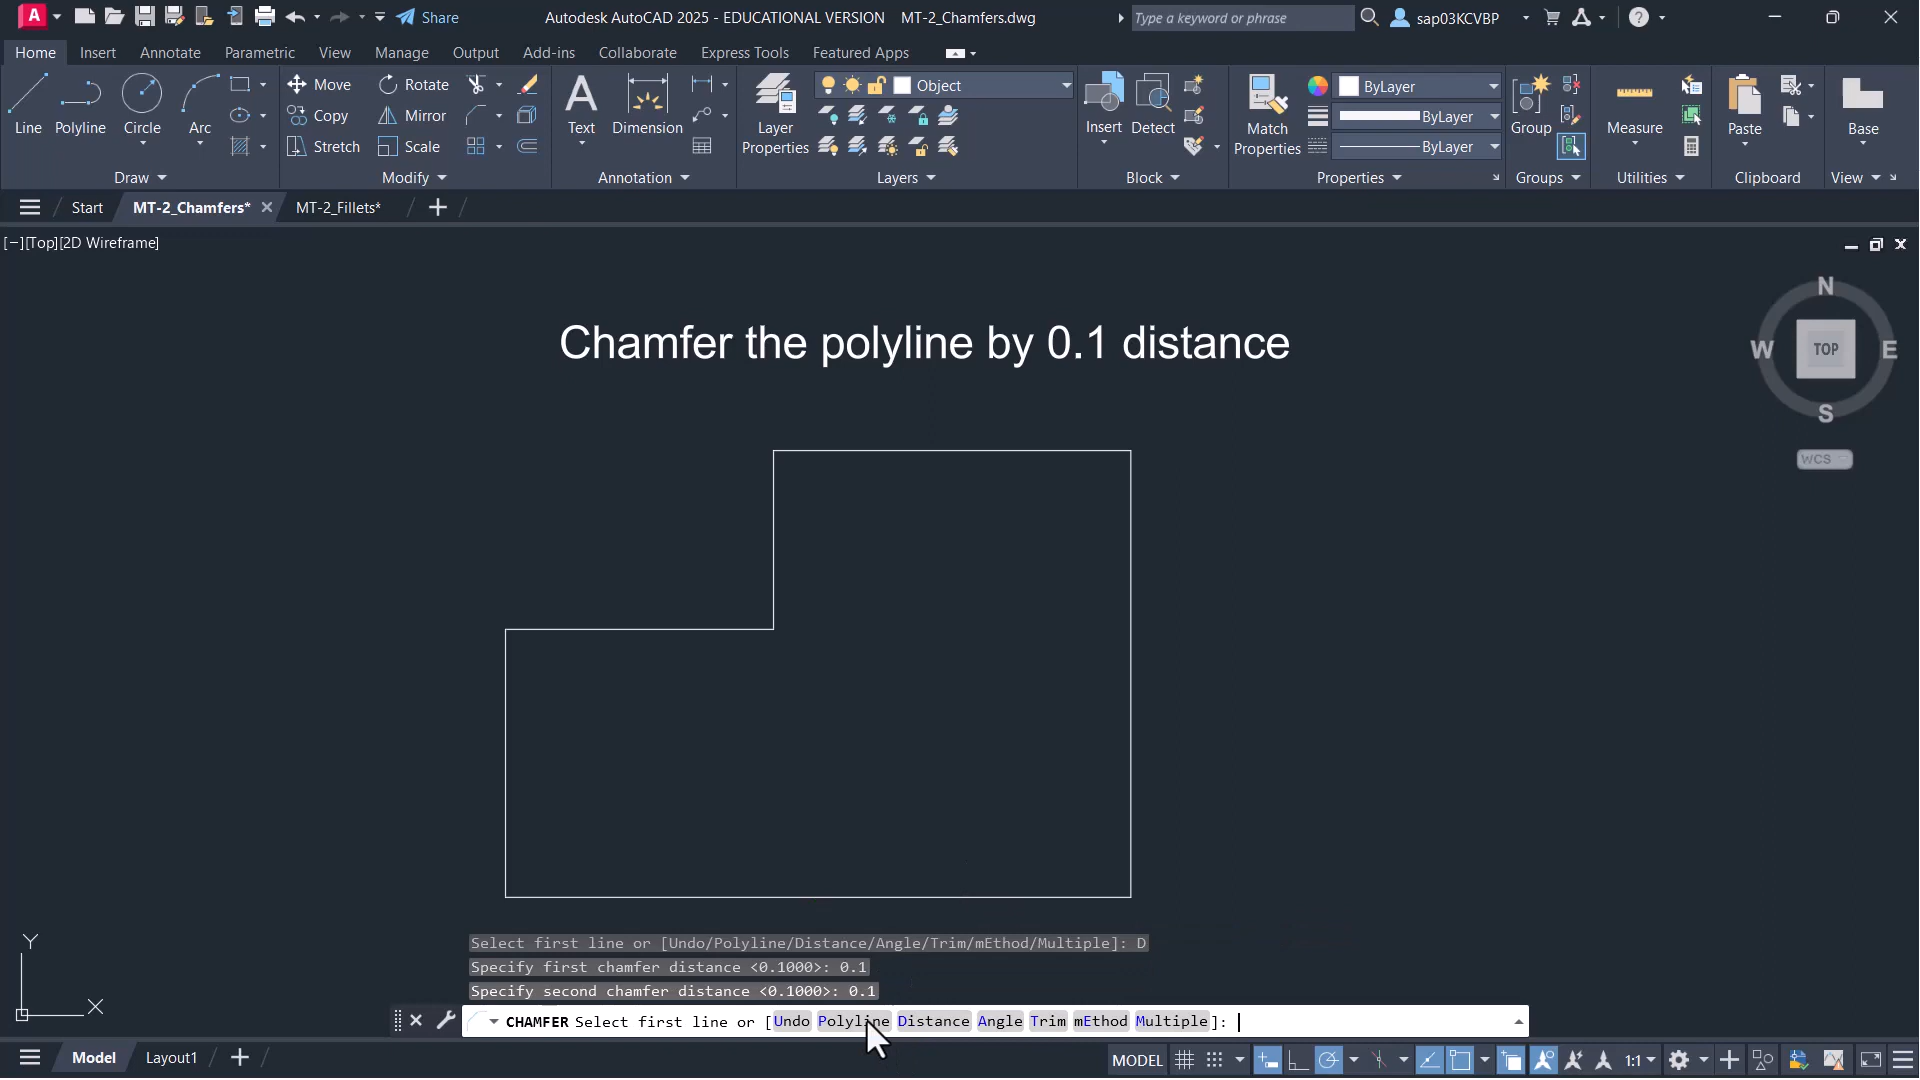 A Share Autodesk AutoCAD 2025 - EDUCATIONAL VERSION MT-2_Chamfers.dwg Type a keyword or phrase sap03KCVBP
Home Insert Annotate Parametric View Manage Output Add-ins Collaborate Express Tools Featured Apps
Line Polyline Circle Arc
Move Rotate
Copy Mirror
Stretch Scale
Text Dimension
Layer Properties
Object
Insert Detect
Match Properties
ByLayer
ByLayer
ByLayer
Group Measure Paste Base
Draw Modify Annotation Layers Block Properties Groups Utilities Clipboard View
Start MT-2_Chamfers* MT-2_Fillets*
[−][Top][2D Wireframe]
N
W TOP E
S
WCS
Chamfer the polyline by 0.1 distance
Y
X
Select first line or [Undo/Polyline/Distance/Angle/Trim/mEthod/Multiple]: D
Specify first chamfer distance <0.1000>: 0.1
Specify second chamfer distance <0.1000>: 0.1
CHAMFER Select first line or [Undo Polyline Distance Angle Trim mEthod Multiple]:
Model Layout1 MODEL 1:1